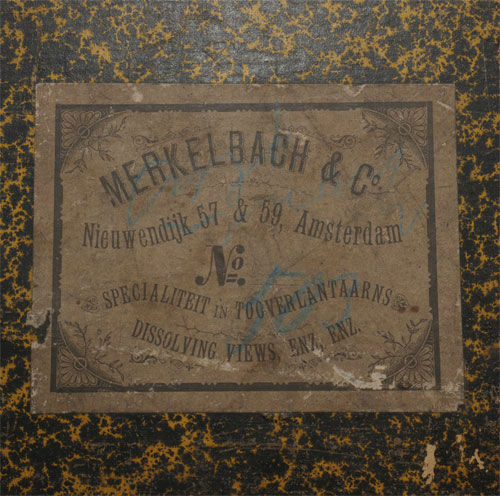 MERKELBACH & Co.
Nieuwendijk 57 & 59, Amsterdam
No.
SPECIALITEIT in TOOVERLANTAARNS
DISSOLVING VIEWS, ENZ, ENZ.